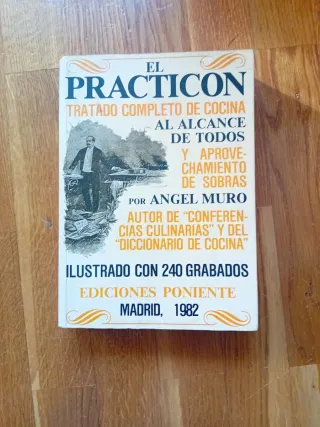 EL
PRACTICON
TRATADO COMPLETO DE COCINA
AL ALCANCE
DE TODOS
Y APROVE-
CHAMIENTO
DE SOBRAS
POR ANGEL MURO
AUTOR DE "CONFEREN-
CIAS CULINARIAS" Y DEL
"DICCIONARIO DE COCINA"
ILUSTRADO CON 240 GRABADOS
EDICIONES PONIENTE
MADRID, 1982